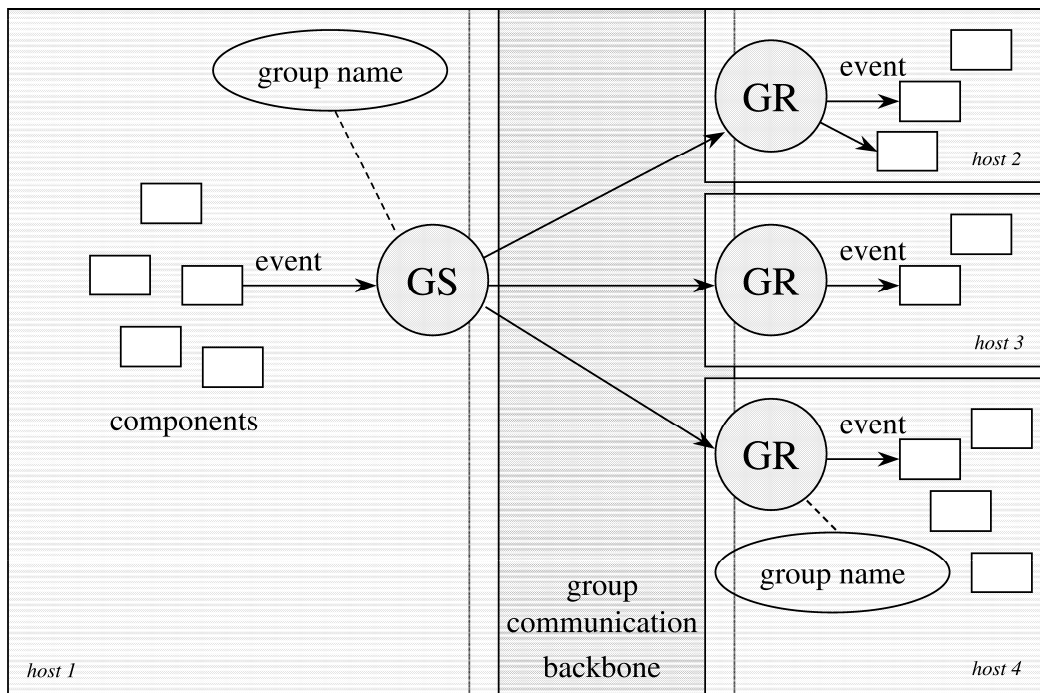 group name
event
GS
components
host 1
group
communication
backbone
GR
event
host 2
GR
event
host 3
GR
event
group name
host 4